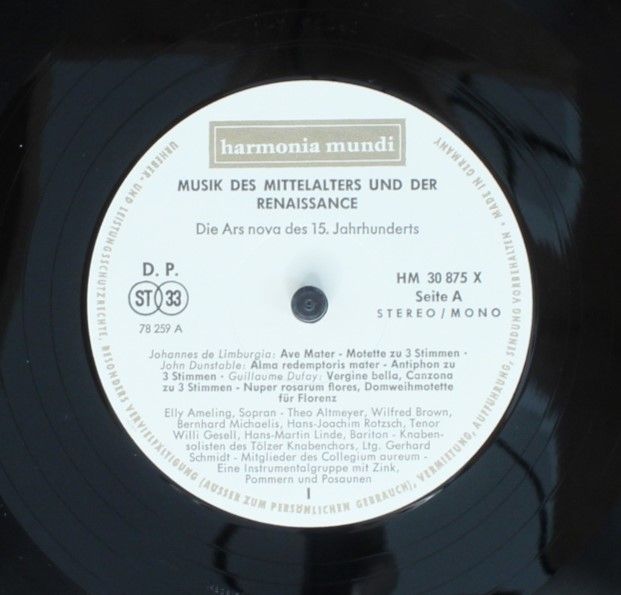 harmonia mundi
MUSIK DES MITTELALTERS UND DER
RENAISSANCE
Die Ars nova des 15. Jahrhunderts
D. P.
ST 33
78 259 A
HM 30 875 X
Seite A
STEREO/MONO
Johannes de Limburgia: Ave Mater - Motette zu 3 Stimmen ·
John Dunstable: Alma redemptoris mater - Antiphon zu
3 Stimmen · Guillaume Dufay: Vergine bella, Canzona
zu 3 Stimmen - Nuper rosarum flores, Domweihmotette
für Florenz
Elly Ameling, Sopran - Theo Altmeyer, Wilfred Brown,
Bernhard Michaelis, Hans-Joachim Rotzsch, Tenor
Willi Gesell, Hans-Martin Linde, Bariton - Knaben-
solisten des Tölzer Knabenchors, Ltg. Gerhard
Schmidt - Mitglieder des Collegium aureum -
Eine Instrumentalgruppe mit Zink,
Pommern und Posaunen
I
URHEBER- UND LEISTUNGSSCHUTZRECHTE, BESONDERS VERVIELFÄLTIGUNG (AUSSER ZUM PERSÖNLICHEN GEBRAUCH), VERMIETUNG, AUFFÜHRUNG, SENDUNG VORBEHALTEN · MADE IN GERMANY